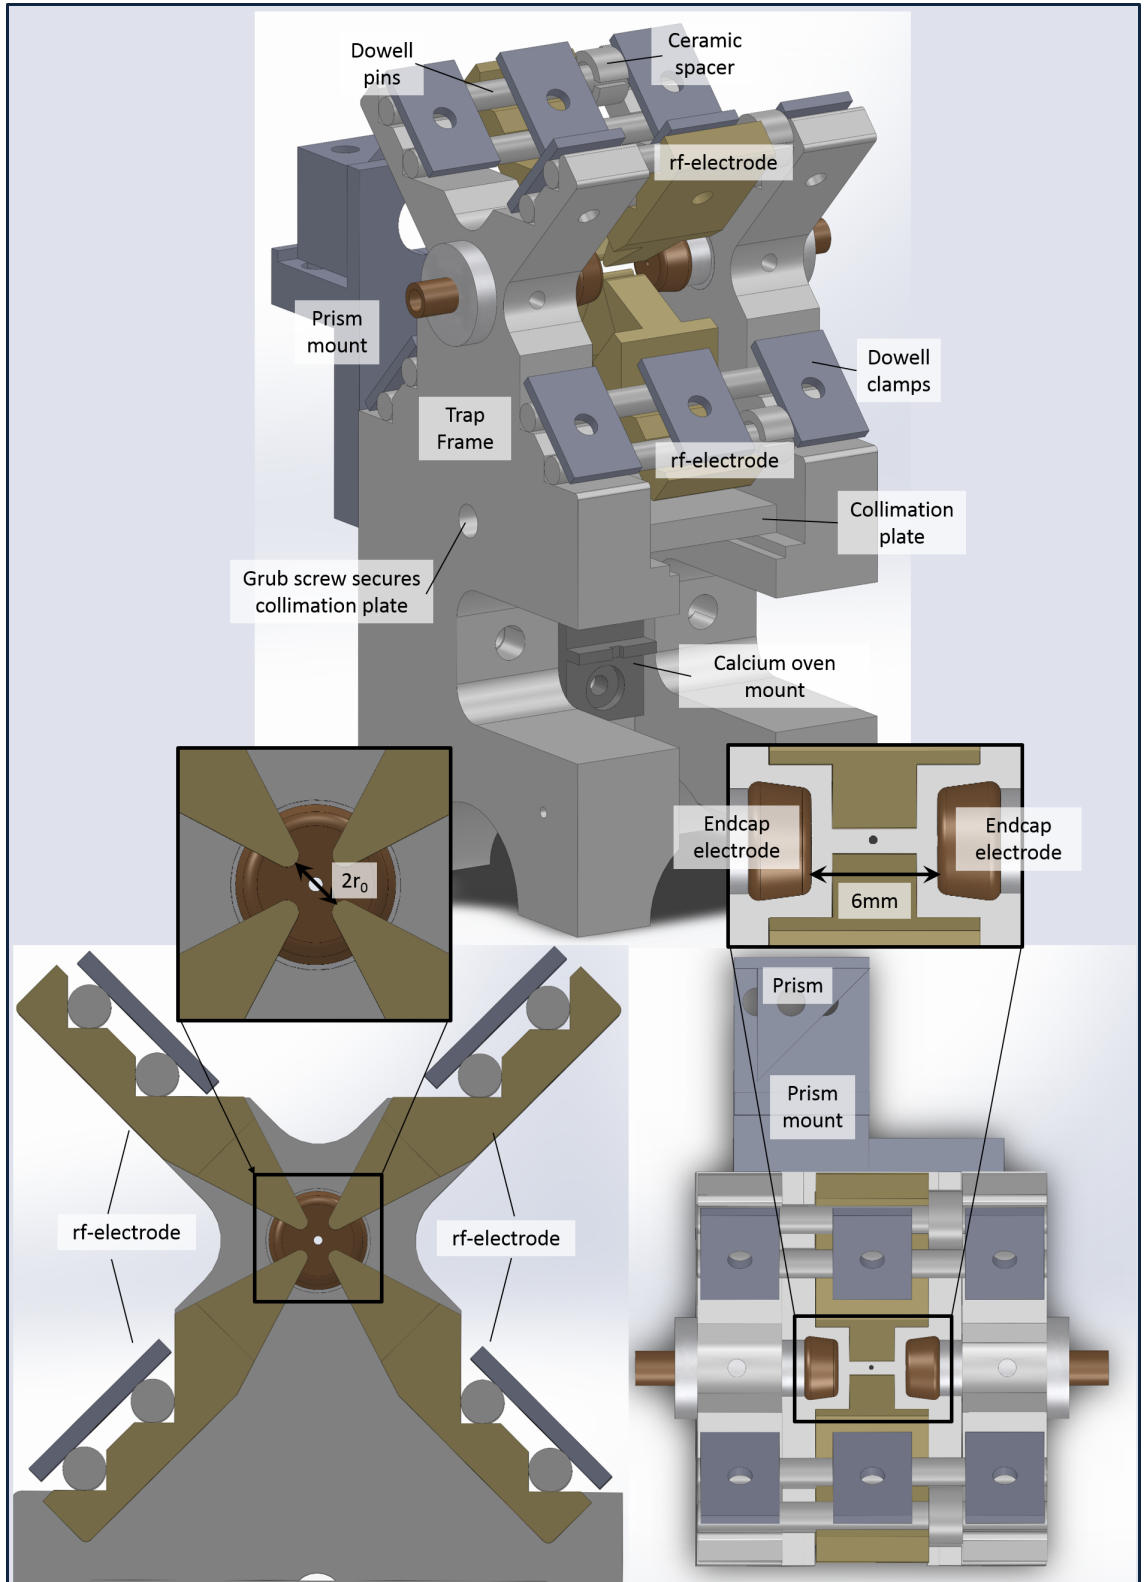 Dowell
pins
Ceramic
spacer
rf-electrode
Prism
mount
Dowell
clamps
Trap
Frame
rf-electrode
Collimation
plate
Grub screw secures
collimation plate
Calcium oven
mount
2r₀
Endcap
electrode
Endcap
electrode
6mm
Prism
Prism
mount
rf-electrode
rf-electrode